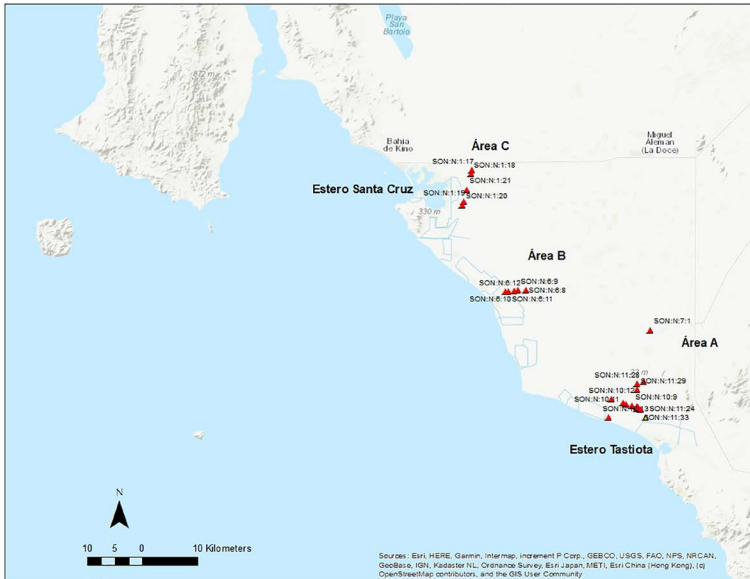 Playa
San
Bartolo
872 m
Bahia
de Kino
Área C
Miguel
Aleman
(La Doce)
SON:N:1:17
SON:N:1:18
SON:N:1:21
Estero Santa Cruz
SON:N:1:19
SON:N:1:20
330 m
Área B
SON:N:6:12
SON:N:6:9
SON:N:6:8
SON:N:6:10
SON:N:6:11
SON:N:7:1
Área A
SON:N:11:28
SON:N:11:29
SON:N:10:12
SON:N:10:9
SON:N:11:24
SON:N:11:33
Estero Tastiota
N
10 5 0 10 Kilometers
Sources: Esri, HERE, Garmin, Intermap, increment P Corp., GEBCO, USGS, FAO, NPS, NRCAN,
GeoBase, IGN, Kadaster NL, Ordnance Survey, Esri Japan, METI, Esri China (Hong Kong), (c)
OpenStreetMap contributors, and the GIS User Community